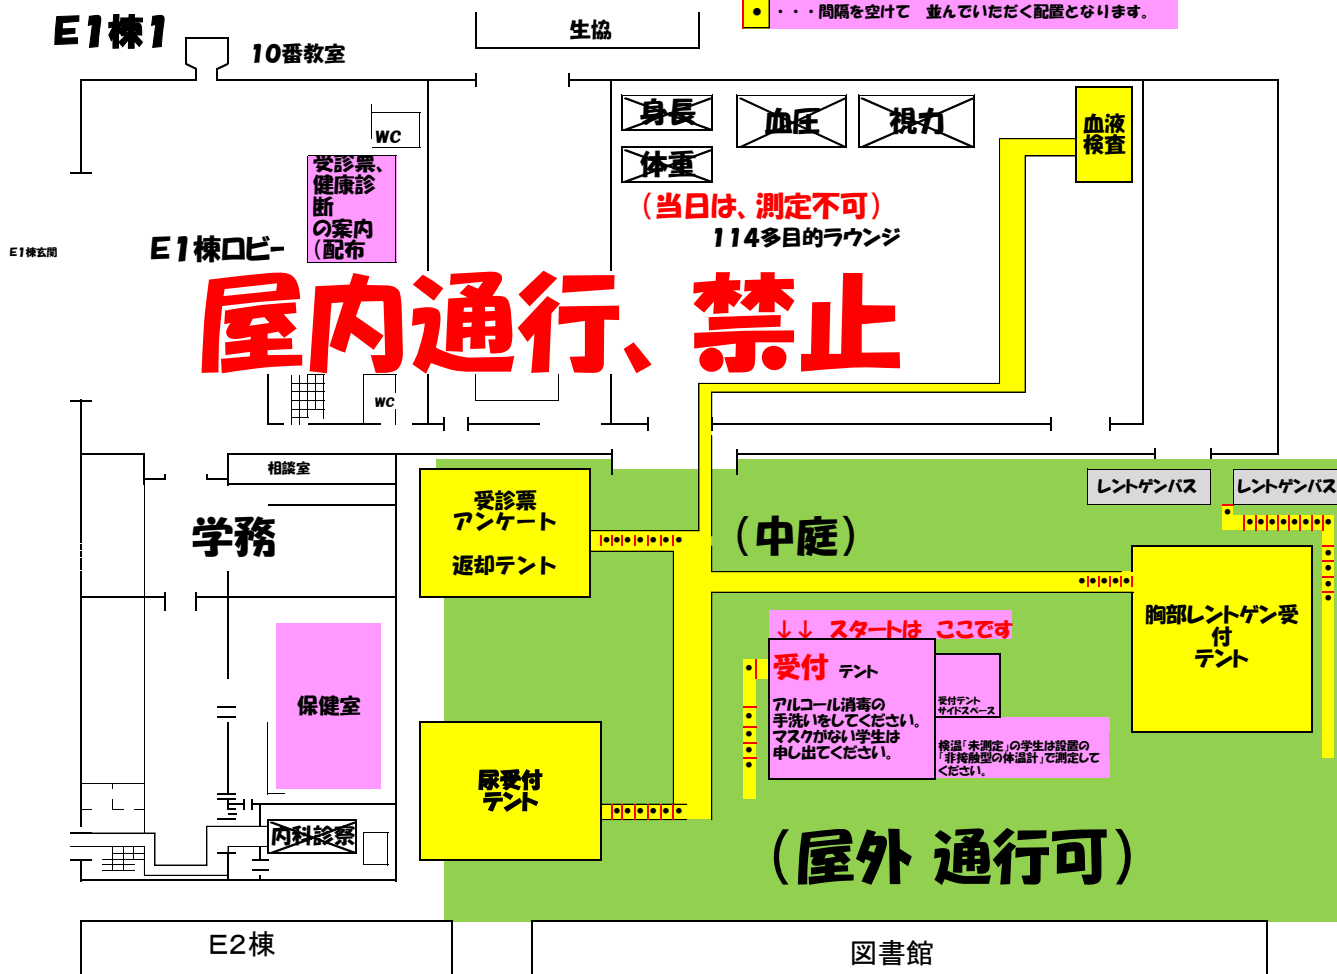 ・・・間隔を空けて　並んでいただく配置となります。
E1棟1
生協
10番教室
身長
血圧
視力
血液
検査
WC
体重
受診票、
健康診
断
の案内
（配布
（当日は、測定不可）
114多目的ラウンジ
E1棟玄関
E1棟ロビー
屋内通行、禁止
WC
相談室
レントゲンバス
レントゲンバス
受診票
アンケート
返却テント
学務
（中庭）
胸部レントゲン受
付
テント
↓↓　スタートは　ここです
受付 テント
アルコール消毒の
手洗いをしてください。
マスクがない学生は
申し出てください。
受付テント
サイドスペース
検温「未測定」の学生は設置の
「非接触型の体温計」で測定して
ください。
保健室
尿受付
テント
内科診察
（屋外 通行可）
E2棟
図書館